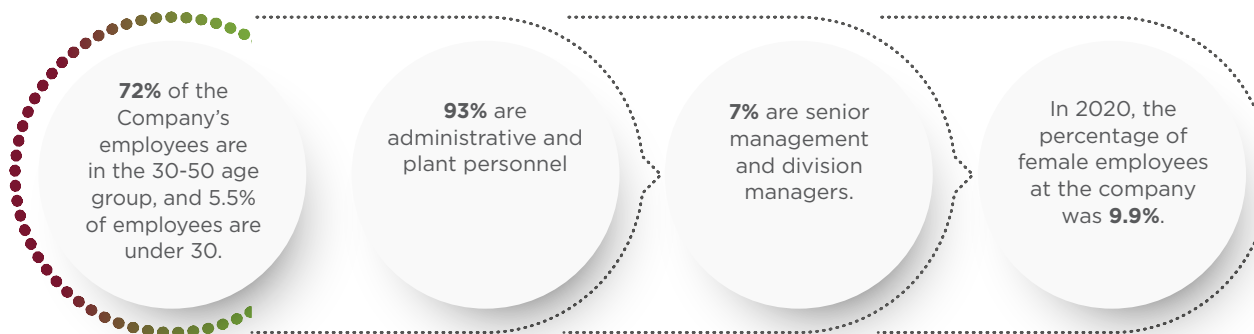 72% of the
Company's
employees are
in the 30-50 age
group, and 5.5%
of employees are
under 30.
93% are
administrative and
plant personnel
7% are senior
management
and division
managers.
In 2020, the
percentage of
female employees
at the company
was 9.9%.